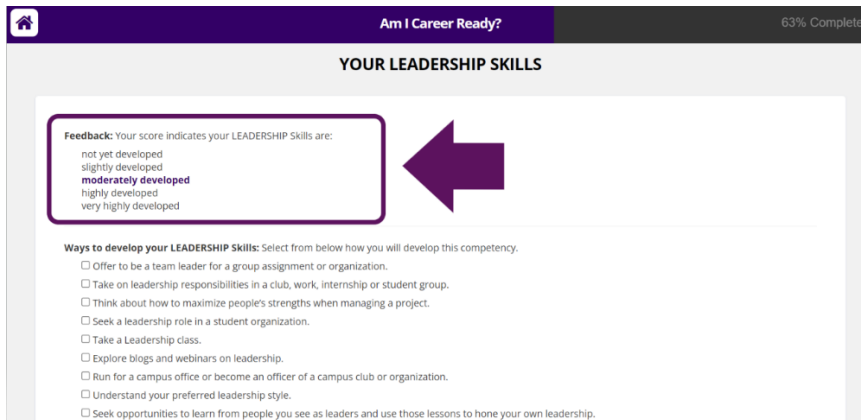 Am I Career Ready?
63% Complete
YOUR LEADERSHIP SKILLS
Feedback: Your score indicates your LEADERSHIP Skills are:
not yet developed
slightly developed
moderately developed
highly developed
very highly developed
Ways to develop your LEADERSHIP Skills: Select from below how you will develop this competency.
Offer to be a team leader for a group assignment or organization.
Take on leadership responsibilities in a club, work, internship or student group.
Think about how to maximize people's strengths when managing a project.
Seek a leadership role in a student organization.
Take a Leadership class.
Explore blogs and webinars on leadership.
Run for a campus office or become an officer of a campus club or organization.
Understand your preferred leadership style.
Seek opportunities to learn from people you see as leaders and use those lessons to hone your own leadership.